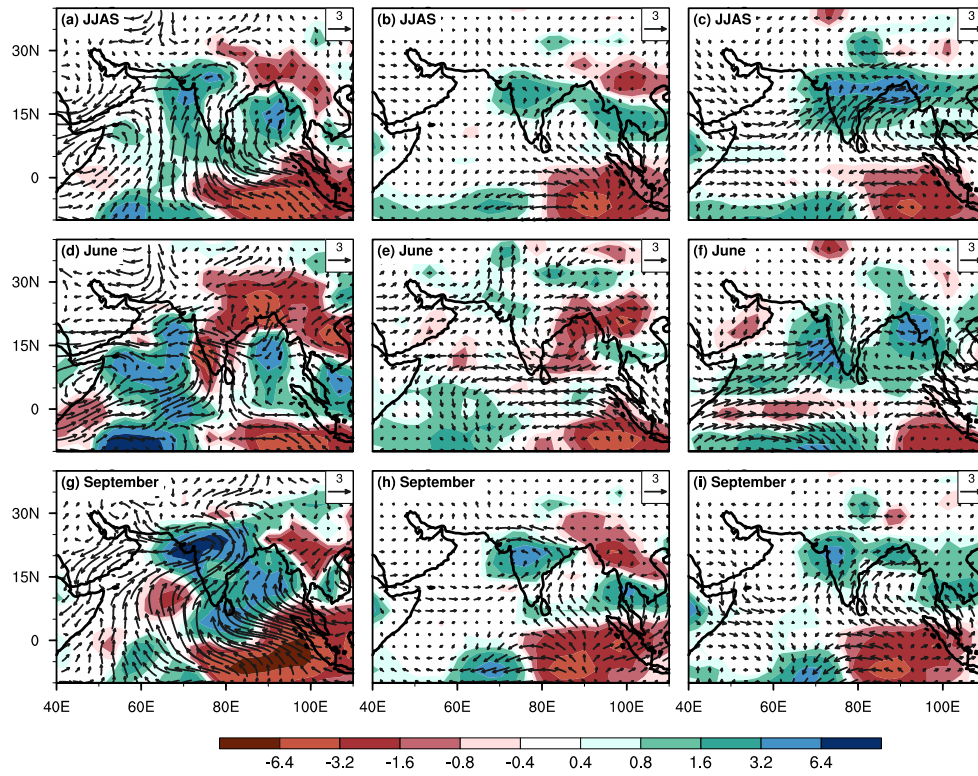 (a) JJAS 3 (b) JJAS 3 (c) JJAS 3
30N
15N
0
(d) June 3 (e) June 3 (f) June 3
30N
15N
0
(g) September 3 (h) September 3 (i) September 3
30N
15N
0
40E 60E 80E 100E 40E 60E 80E 100E 40E 60E 80E 100E
-6.4 -3.2 -1.6 -0.8 -0.4 0.4 0.8 1.6 3.2 6.4